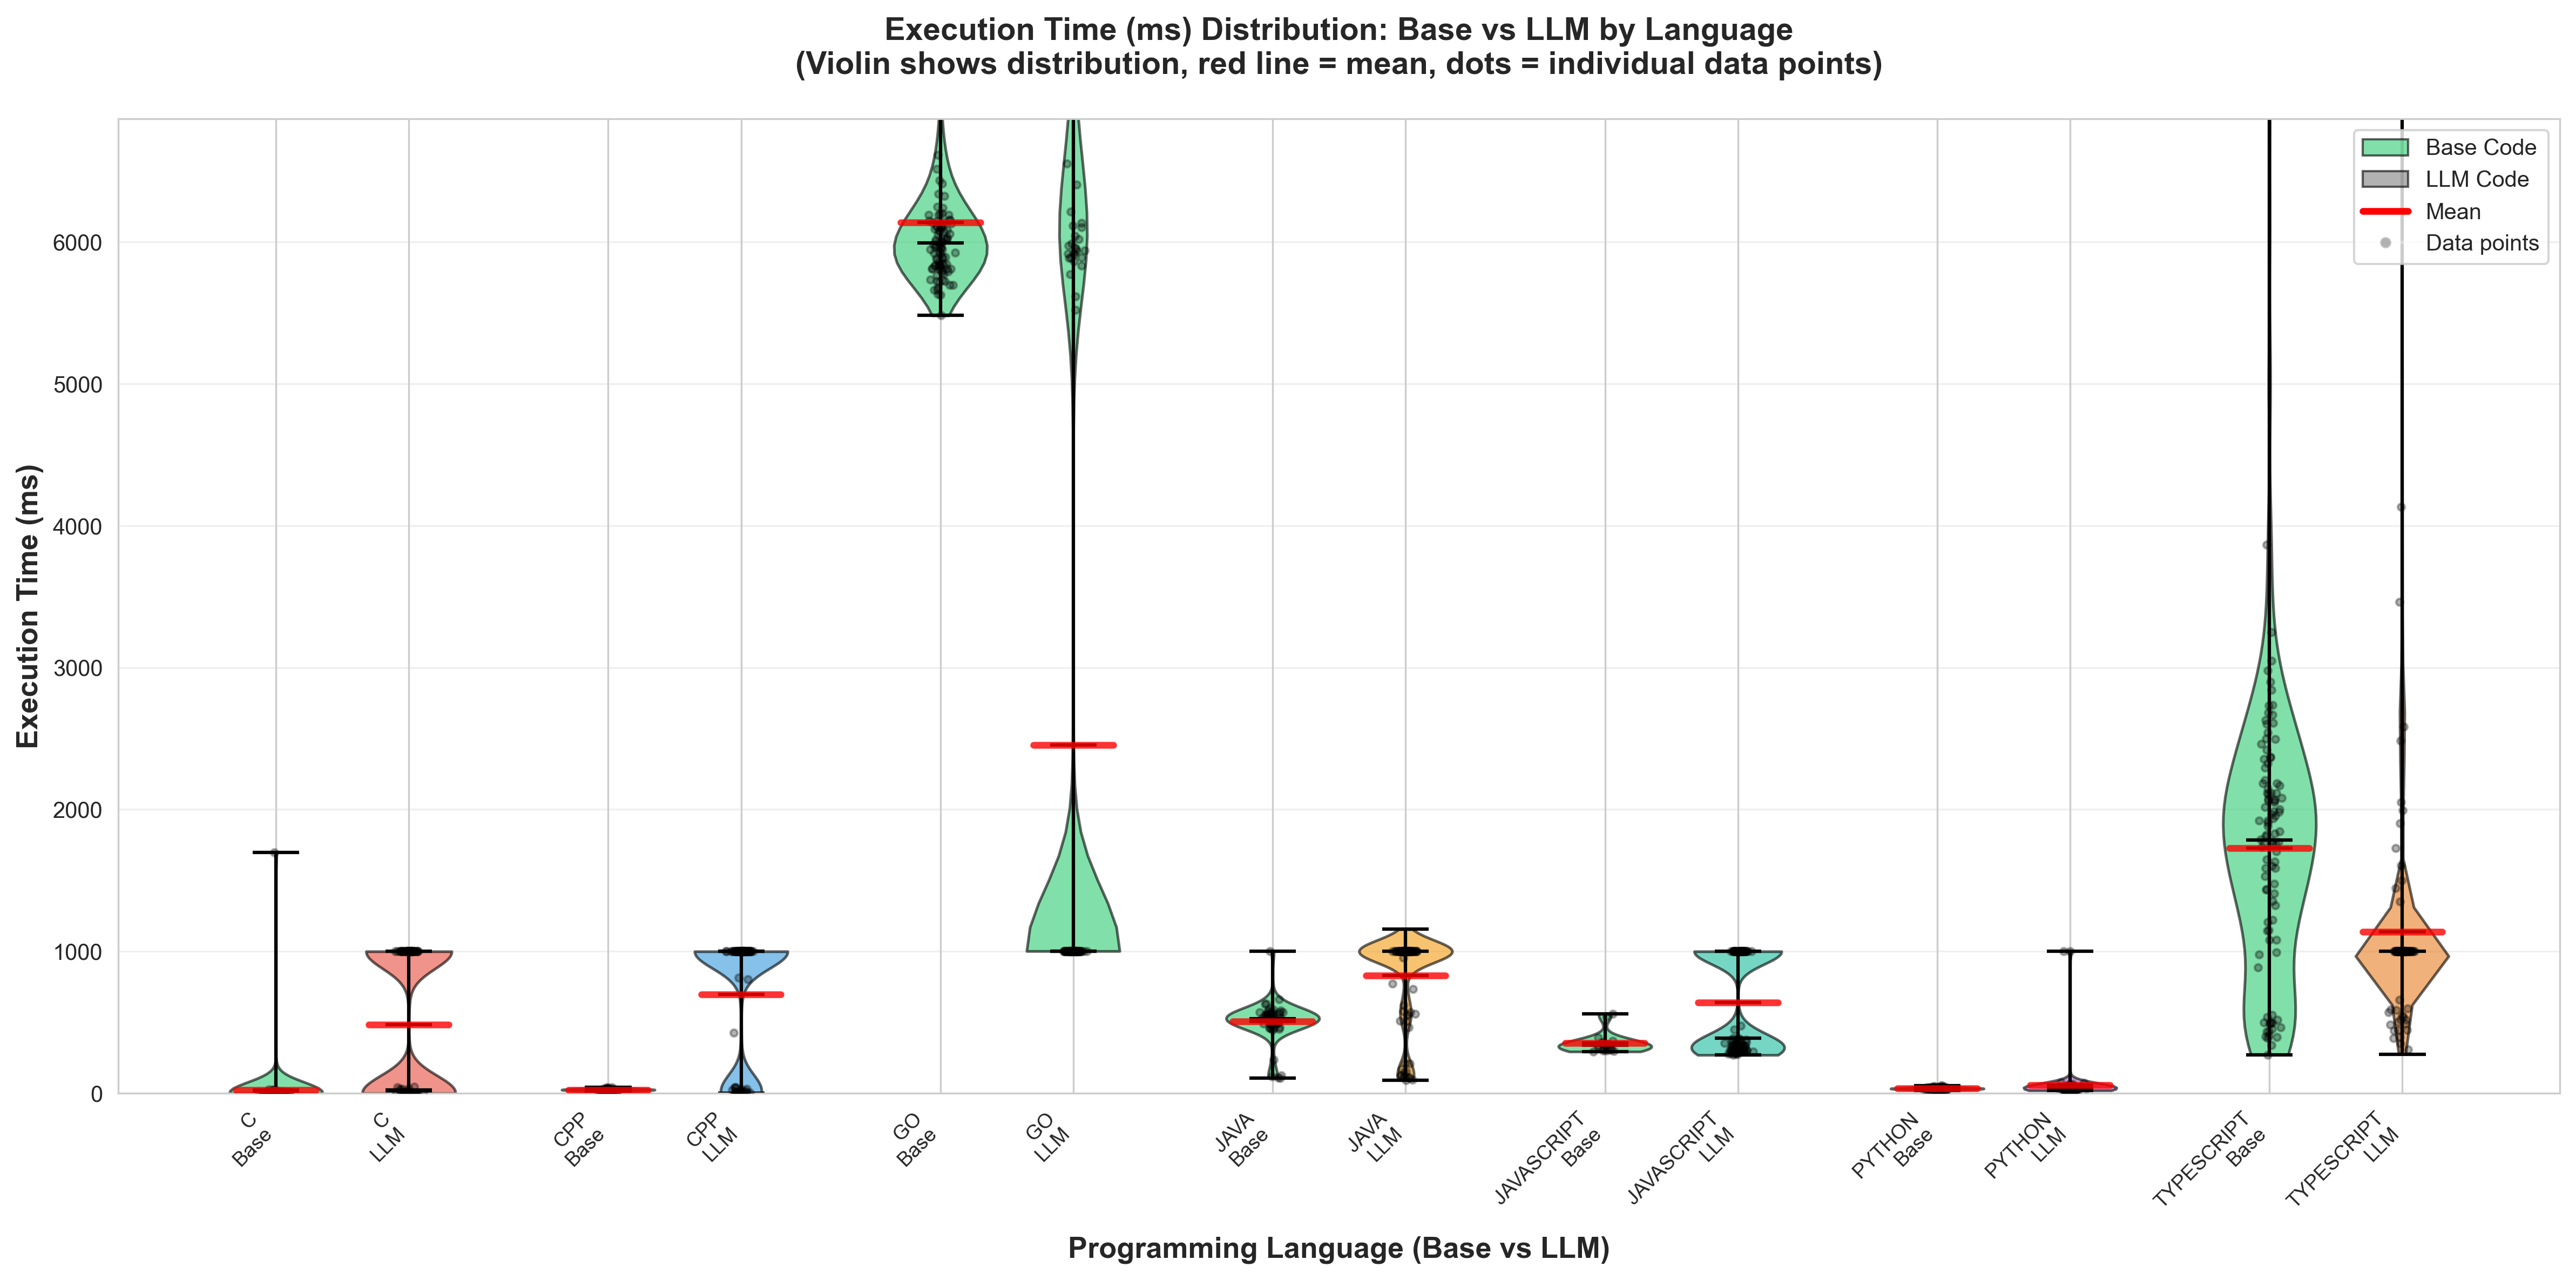 Execution Time (ms) Distribution: Base vs LLM by Language
(Violin shows distribution, red line = mean, dots = individual data points)
Base Code
LLM Code
Mean
Data points
Execution Time (ms)
6000
5000
4000
3000
2000
1000
0
C
Base
C
LLM
CPP
Base
CPP
LLM
GO
Base
GO
LLM
JAVA
Base
JAVA
LLM
JAVASCRIPT
Base
JAVASCRIPT
LLM
PYTHON
Base
PYTHON
LLM
TYPESCRIPT
Base
TYPESCRIPT
LLM
Programming Language (Base vs LLM)